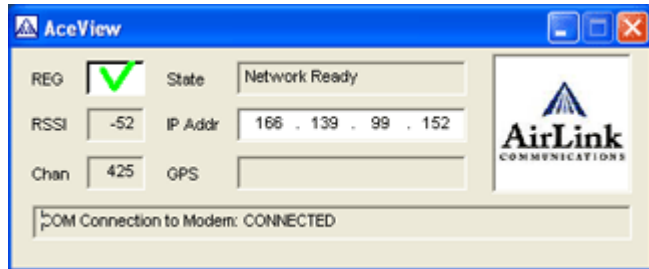 AceView
REG State Network Ready
RSSI -52 IP Addr 166 . 139 . 99 . 152
AirLink
COMMUNICATIONS
Chan 425 GPS
COM Connection to Modem: CONNECTED